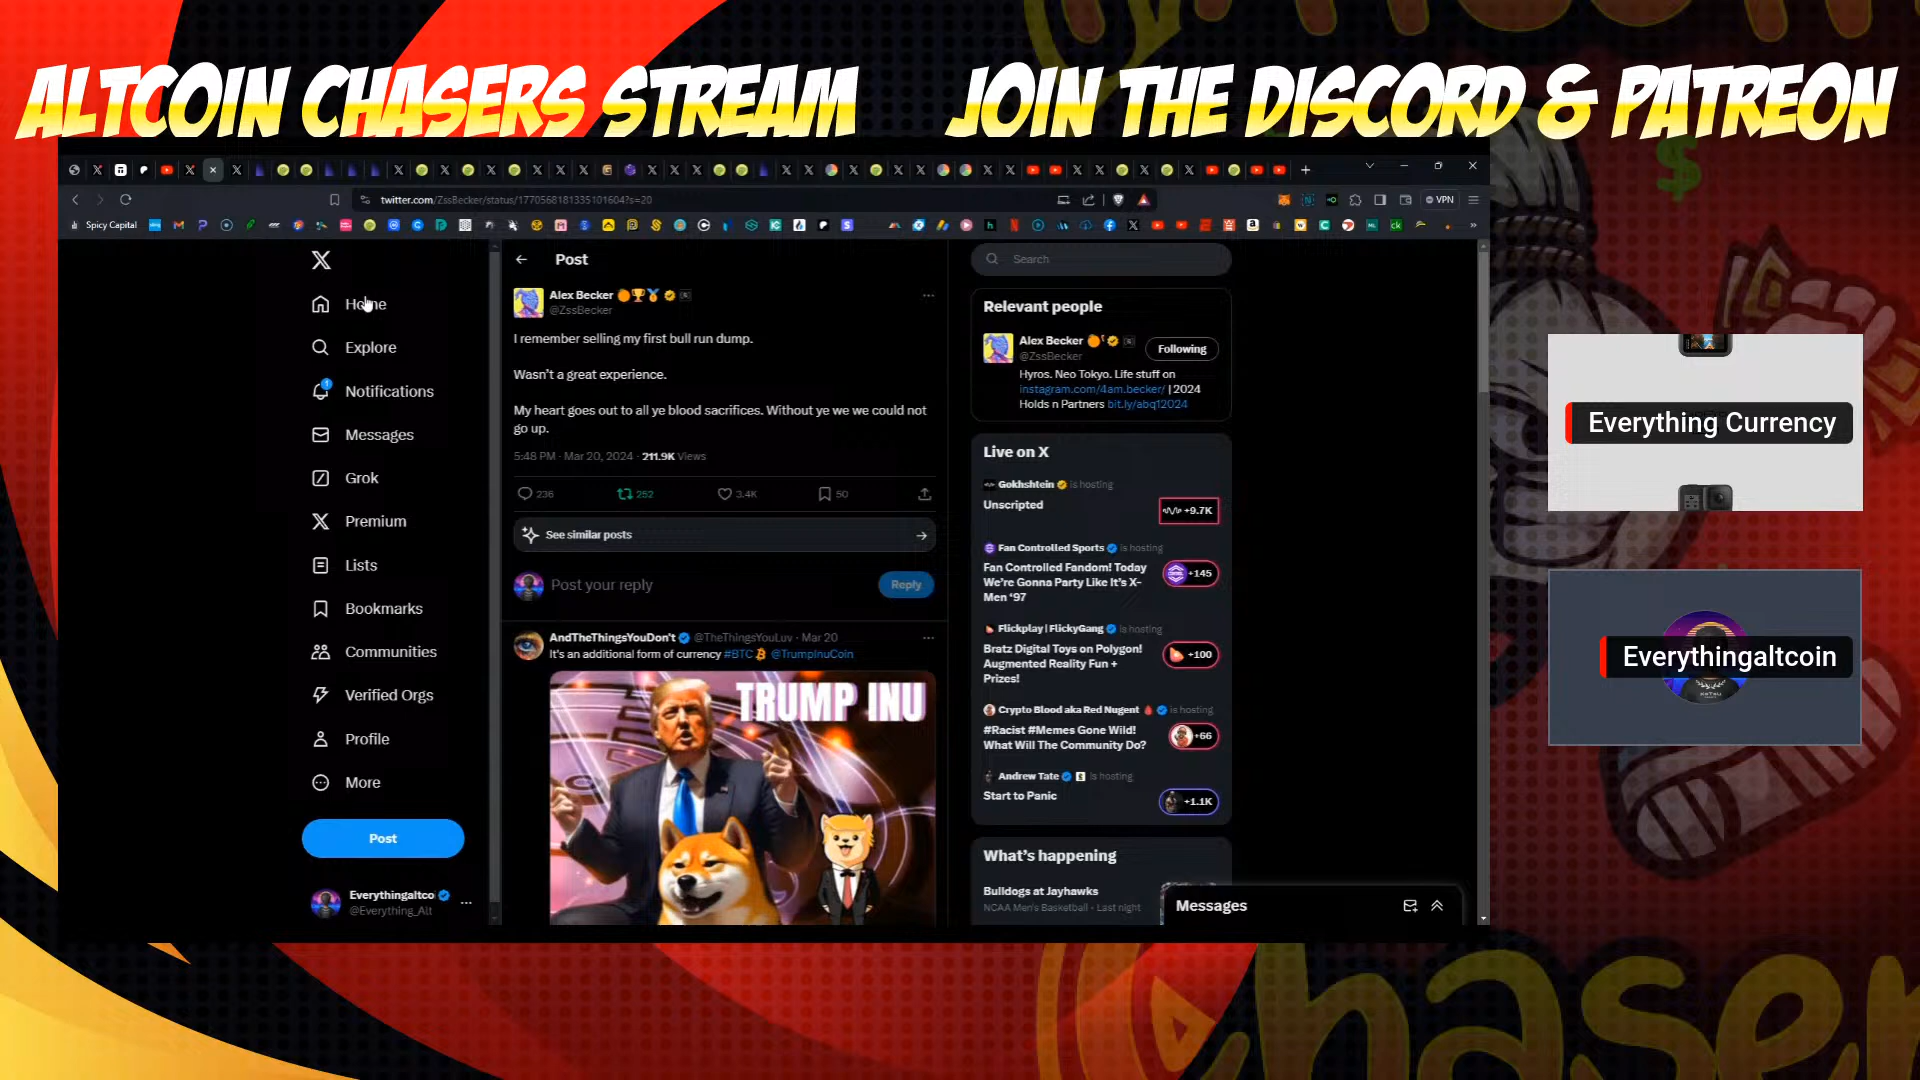 ALTCOIN CHASERS STREAM
JOIN THE DISCORD & PATREON
twitter.com/ZssBecker/status/1770568181335101604?s=20
VPN
Spicy Capital
Home
Explore
Notifications
Messages
Grok
Premium
Lists
Bookmarks
Communities
Verified Orgs
Profile
More
Post
Everythingaltco
@Everything_Alt
Post
Alex Becker
@ZssBecker
I remember selling my first bull run dump.
Wasn't a great experience.
My heart goes out to all ye blood sacrifices. Without ye we we could not
go up.
5:48 PM · Mar 20, 2024 · 211.9K Views
236
252
3.4K
50
See similar posts
Post your reply
Reply
AndTheThingsYouDon't @TheThingsYouLuv · Mar 20
It's an additional form of currency #BTC @TrumpInuCoin
TRUMP INU
Search
Relevant people
Alex Becker
@ZssBecker
Following
Hyros. Neo Tokyo. Life stuff on
instagram.com/4am.becker/ | 2024
Holds n Partners bit.ly/abq12024
Live on X
Gokhshtein is hosting
Unscripted
+9.7K
Fan Controlled Sports is hosting
Fan Controlled Fandom! Today
We're Gonna Party Like It's X-
Men '97
+145
Flickplay | FlickyGang is hosting
Bratz Digital Toys on Polygon!
Augmented Reality Fun +
Prizes!
+100
Crypto Blood aka Red Nugent is hosting
#Racist #Memes Gone Wild!
What Will The Community Do?
+66
Andrew Tate is hosting
Start to Panic
+1.1K
What's happening
Bulldogs at Jayhawks
NCAA Men's Basketball · Last night
Messages
Everything Currency
Everythingaltcoin